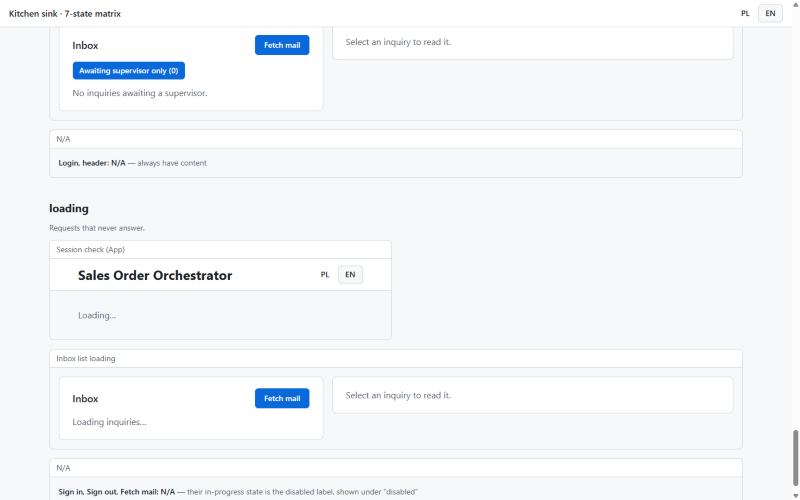 Kitchen sink · 7-state matrix
PL
EN
Inbox
Fetch mail
Select an inquiry to read it.
Awaiting supervisor only (0)
No inquiries awaiting a supervisor.
N/A
Login, header: N/A — always have content
loading
Requests that never answer.
Session check (App)
Sales Order Orchestrator
PL
EN
Loading…
Inbox list loading
Inbox
Fetch mail
Select an inquiry to read it.
Loading inquiries…
N/A
Sign in, Sign out, Fetch mail: N/A — their in-progress state is the disabled label, shown under "disabled"